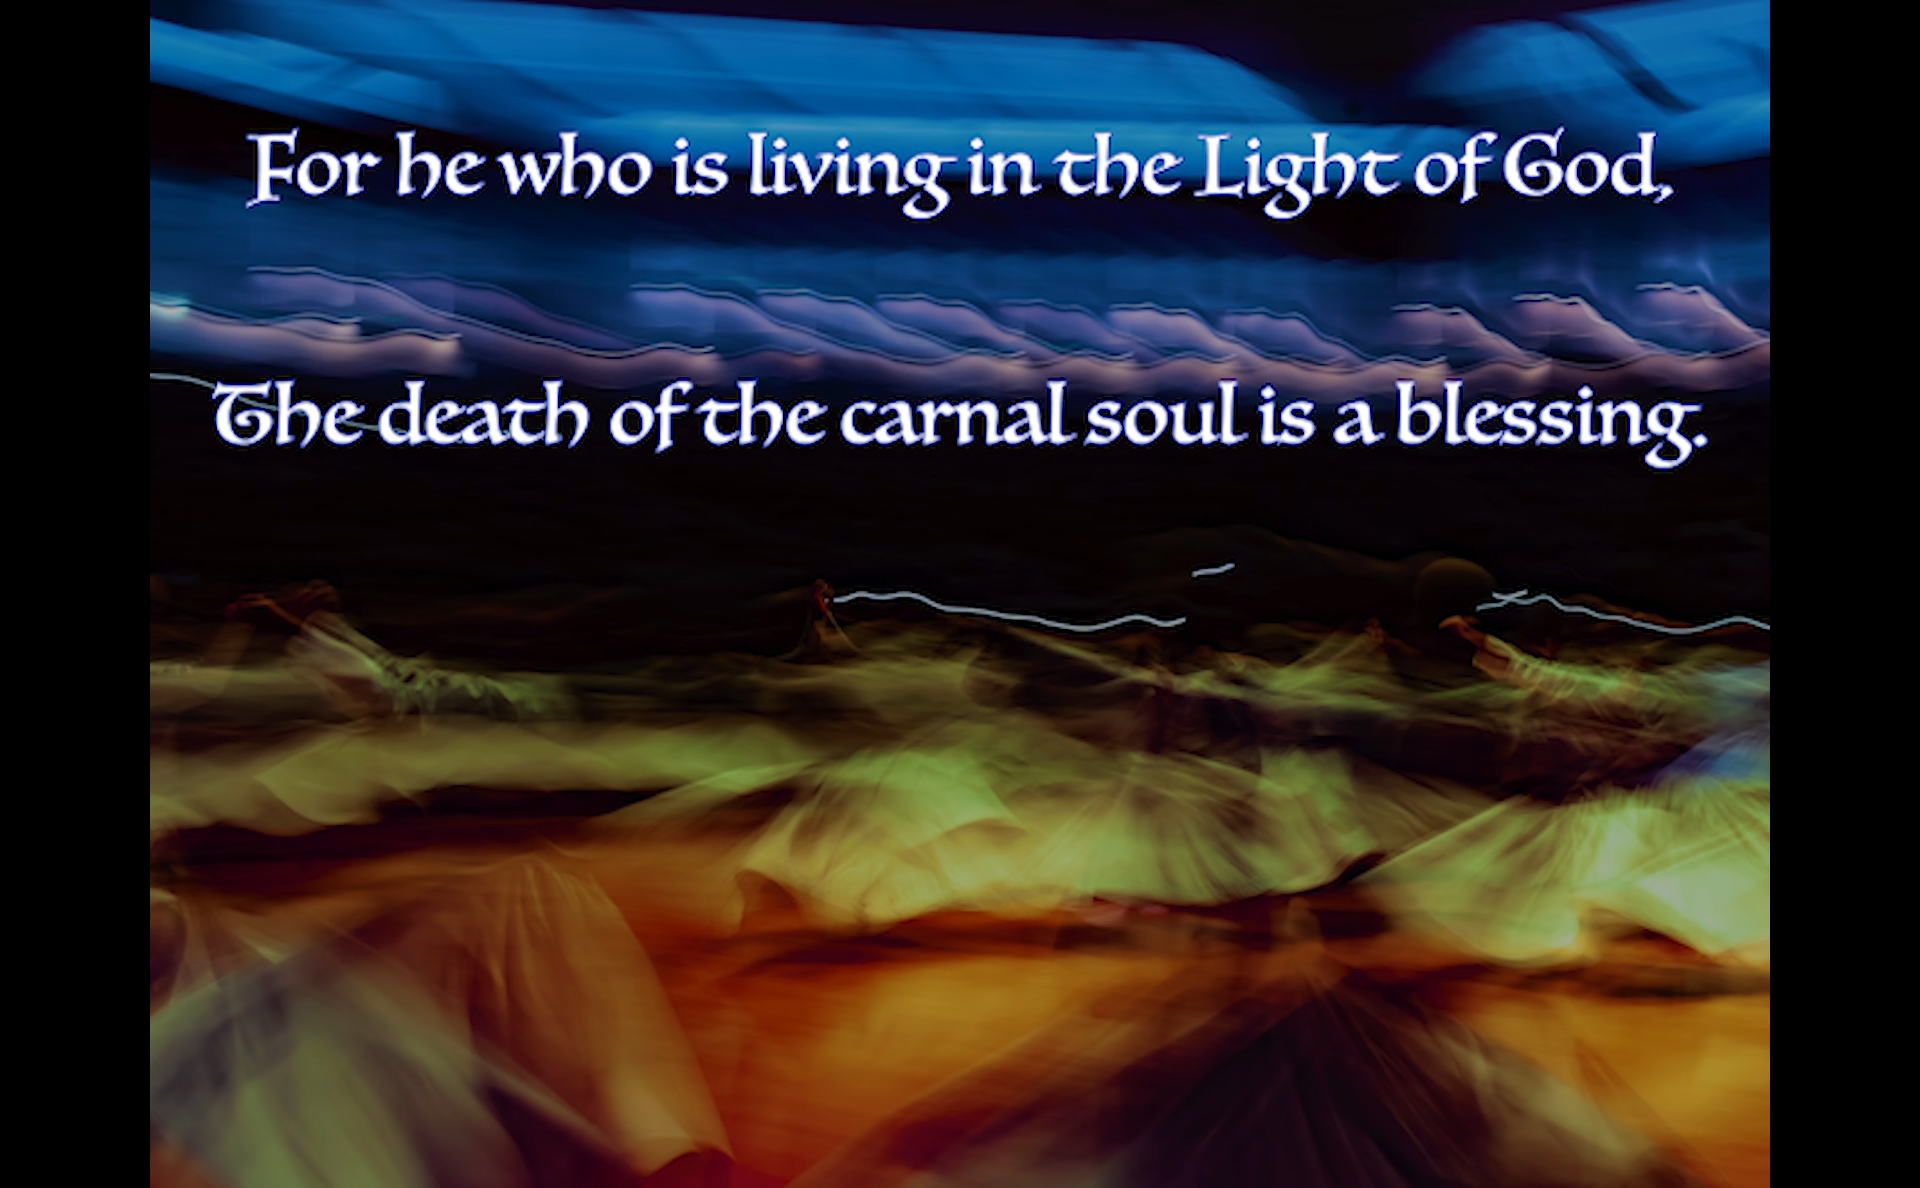 For he who is living in the Light of God,
The death of the carnal soul is a blessing.